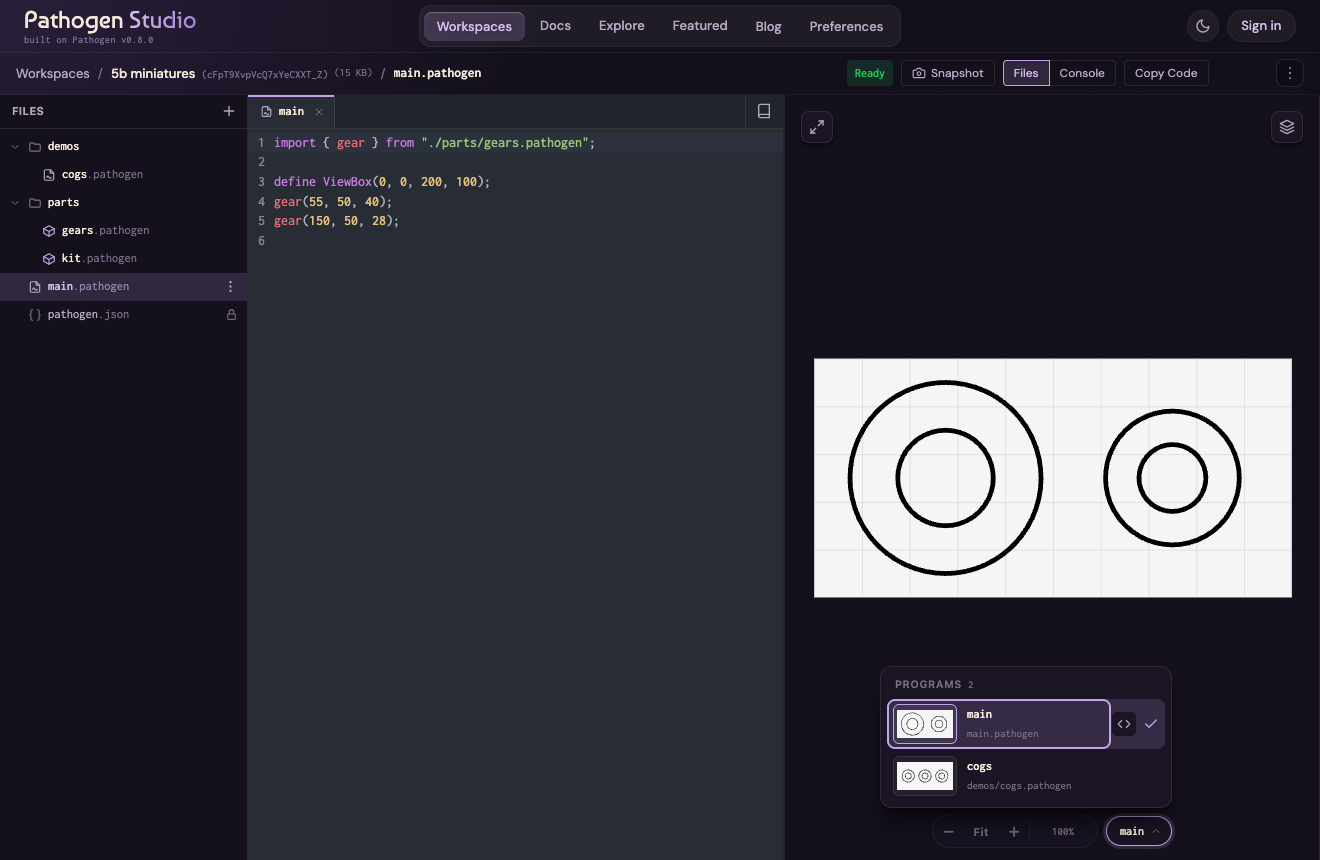 Pathogen Studio
built on Pathogen v0.8.0
Workspaces Docs Explore Featured Blog Preferences
Sign in
Workspaces / 5b miniatures (cFpT9XvpVcQ7xYeCXXT_Z) (15 KB) / main.pathogen
Ready Snapshot Files Console Copy Code
FILES
demos
cogs.pathogen
parts
gears.pathogen
kit.pathogen
main.pathogen
{} pathogen.json
main
1 import { gear } from "./parts/gears.pathogen";
2
3 define ViewBox(0, 0, 200, 100);
4 gear(55, 50, 40);
5 gear(150, 50, 28);
6
PROGRAMS 2
main
main.pathogen
cogs
demos/cogs.pathogen
Fit 100% main